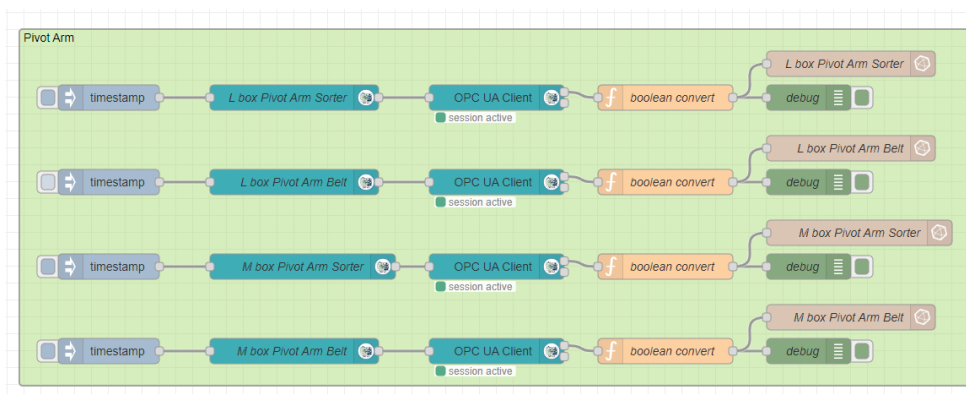 Pivot Arm
L box Pivot Arm Sorter
timestamp L box Pivot Arm Sorter OPC UA Client boolean convert debug
session active
L box Pivot Arm Belt
timestamp L box Pivot Arm Belt OPC UA Client boolean convert debug
session active
M box Pivot Arm Sorter
timestamp M box Pivot Arm Sorter OPC UA Client boolean convert debug
session active
M box Pivot Arm Belt
timestamp M box Pivot Arm Belt OPC UA Client boolean convert debug
session active